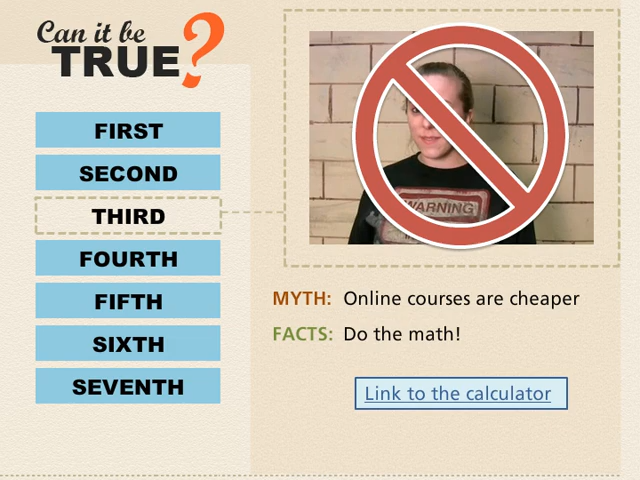 Can it be
TRUE?
FIRST
SECOND
THIRD
FOURTH
FIFTH
SIXTH
SEVENTH
WARNING
MYTH: Online courses are cheaper
FACTS: Do the math!
Link to the calculator